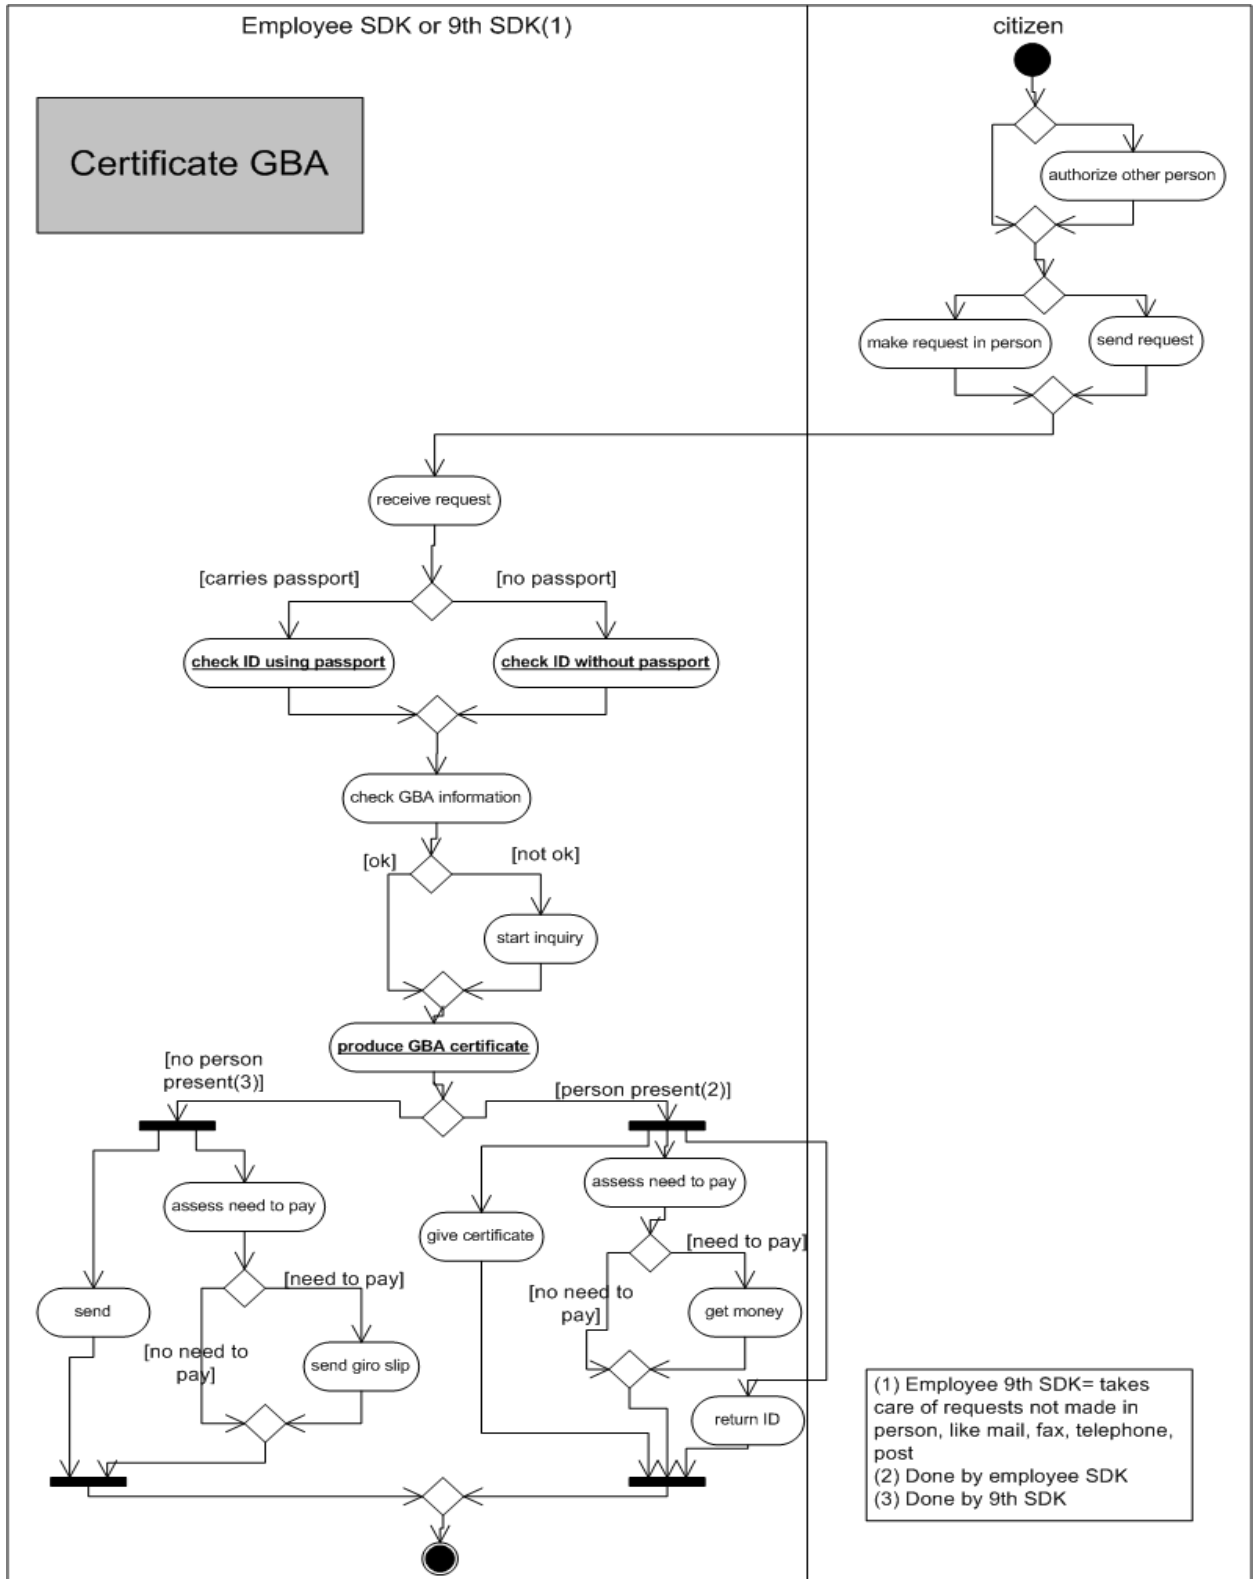 Employee SDK or 9th SDK(1)
citizen
Certificate GBA
authorize other person
make request in person
send request
receive request
[carries passport]
[no passport]
check ID using passport
check ID without passport
check GBA information
[ok]
[not ok]
start inquiry
produce GBA certificate
[no person
present(3)]
[person present(2)]
assess need to pay
assess need to pay
give certificate
[need to pay]
[need to pay]
[no need to
pay]
send
get money
[no need to
pay]
send giro slip
return ID
(1) Employee 9th SDK= takes
care of requests not made in
person, like mail, fax, telephone,
post
(2) Done by employee SDK
(3) Done by 9th SDK